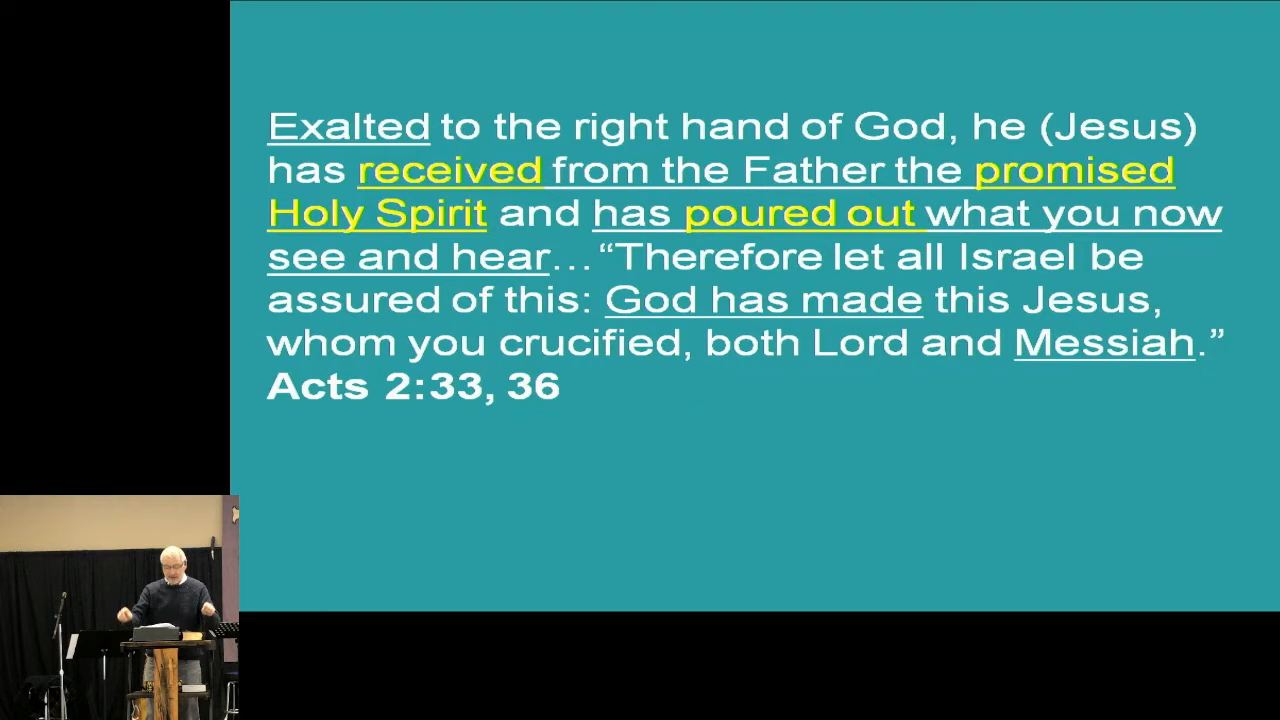 Exalted to the right hand of God, he (Jesus)
has received from the Father the promised
Holy Spirit and has poured out what you now
see and hear…“Therefore let all Israel be
assured of this: God has made this Jesus,
whom you crucified, both Lord and Messiah.”
Acts 2:33, 36